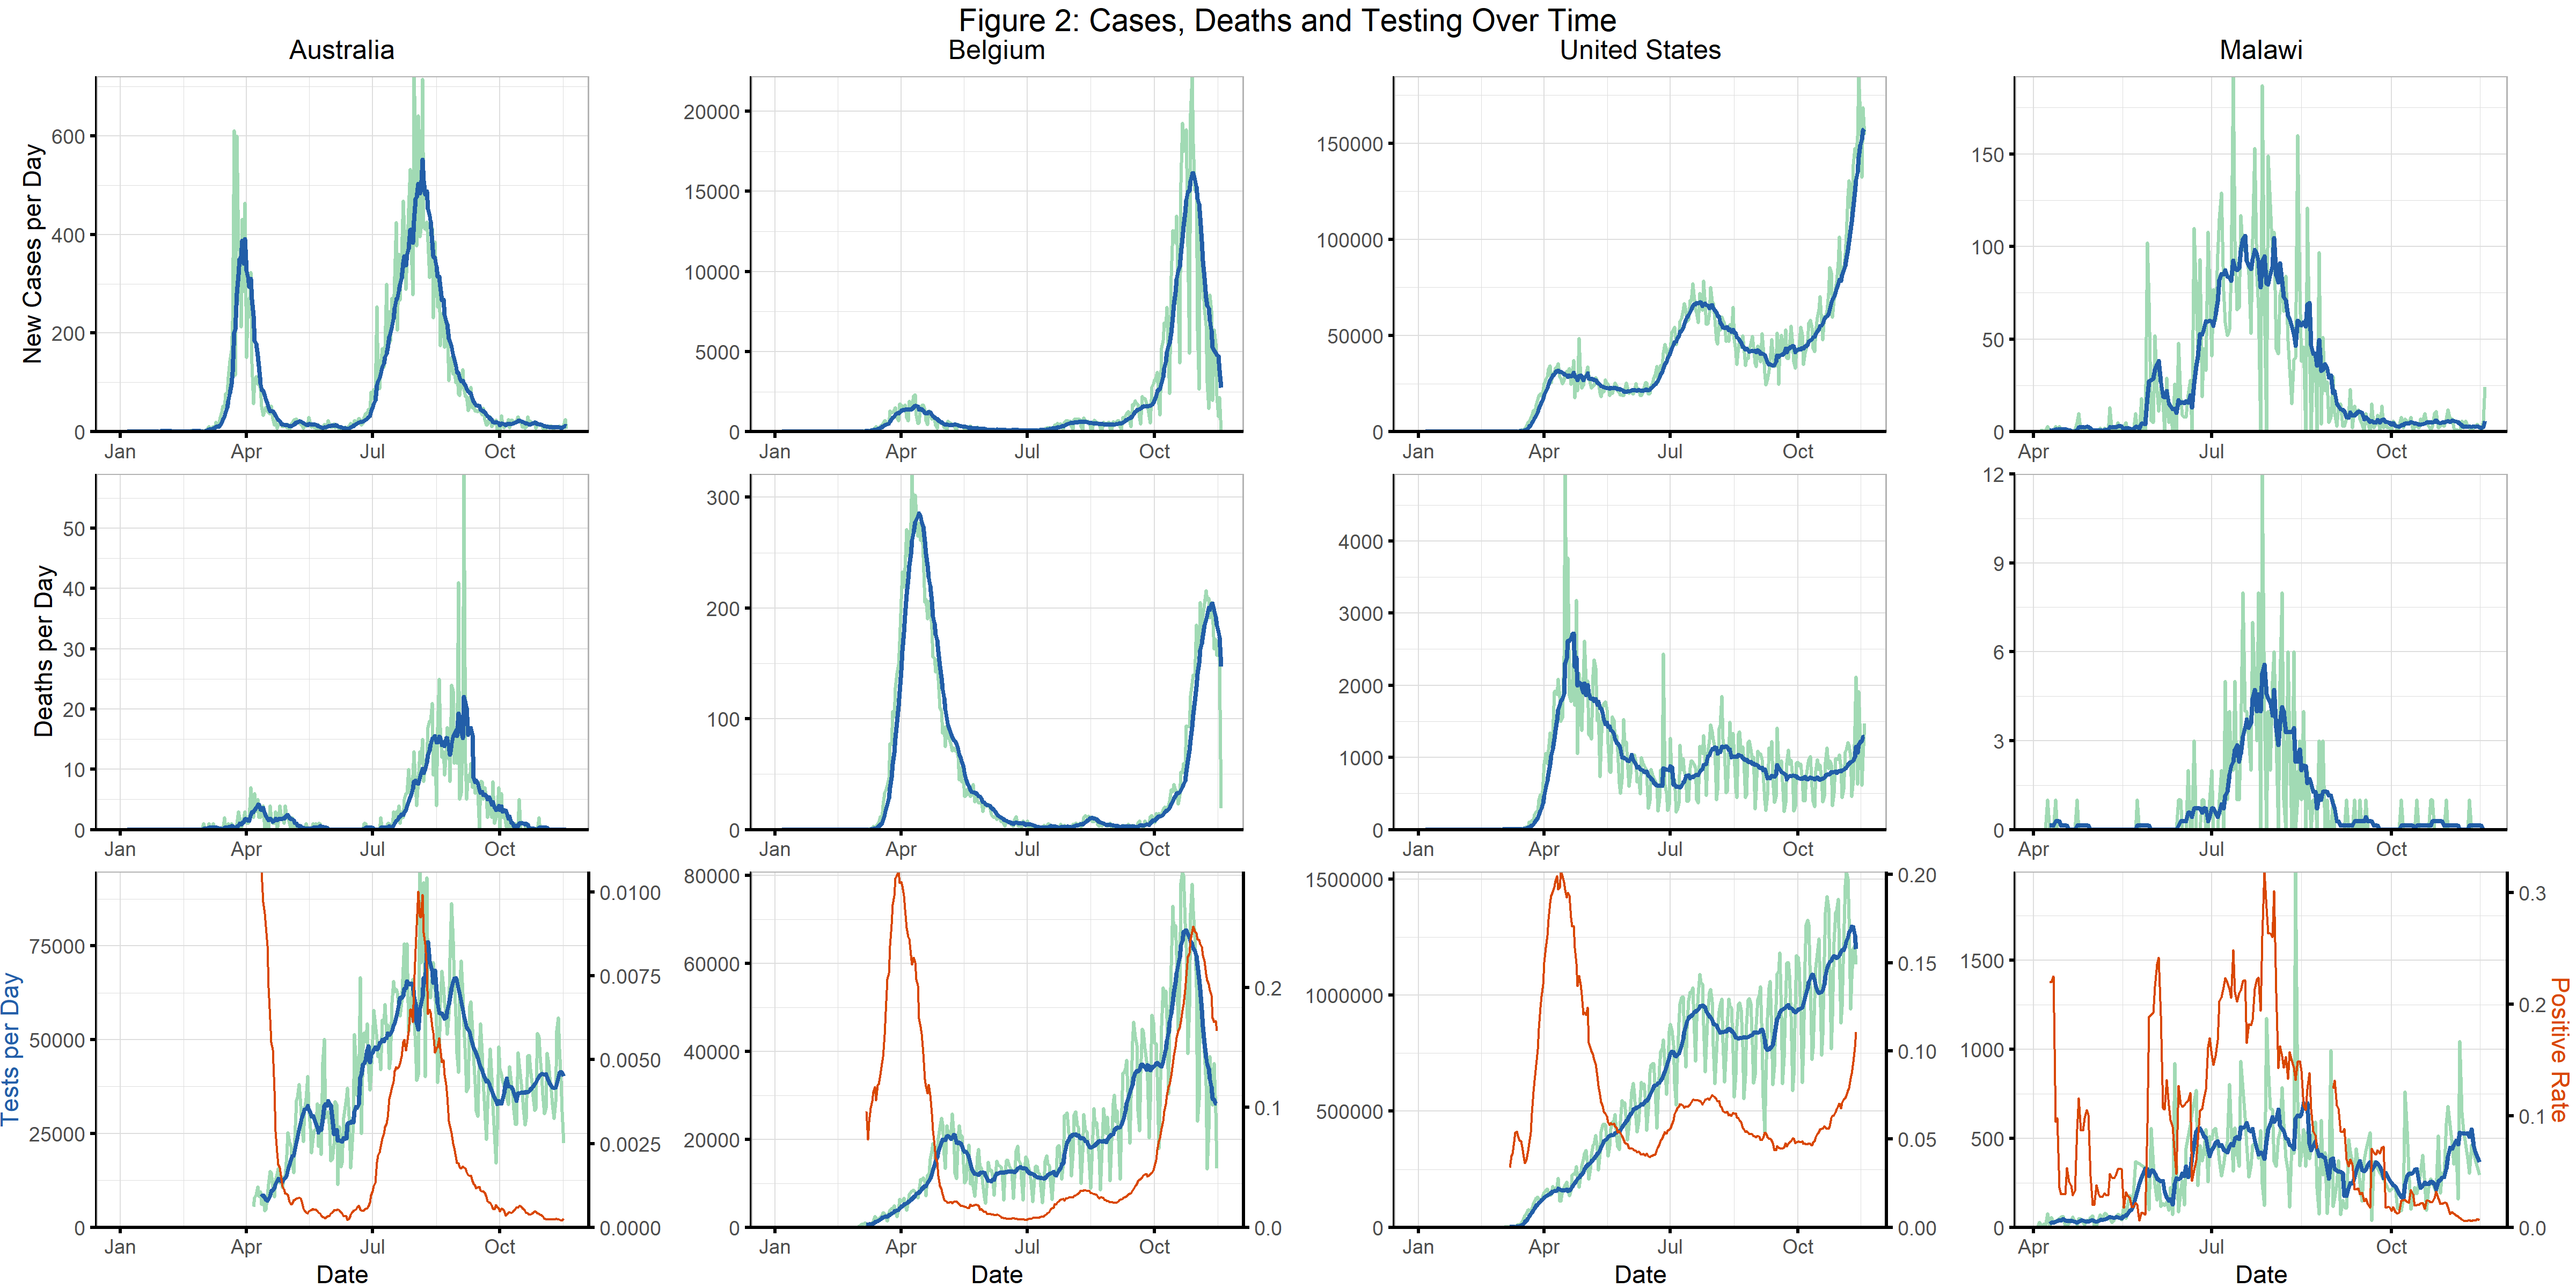 Figure 2: Cases, Deaths and Testing Over Time
Australia
Belgium
United States
Malawi
New Cases per Day
600
400
200
0
Jan Apr Jul Oct
20000
15000
10000
5000
0
Jan Apr Jul Oct
150000
100000
50000
0
Jan Apr Jul Oct
150
100
50
0
Apr Jul Oct
Deaths per Day
50
40
30
20
10
0
Jan Apr Jul Oct
300
200
100
0
Jan Apr Jul Oct
4000
3000
2000
1000
0
Jan Apr Jul Oct
12
9
6
3
0
Apr Jul Oct
Tests per Day
75000
50000
25000
0
0.0100
0.0075
0.0050
0.0025
0.0000
Jan Apr Jul Oct
Date
80000
60000
40000
20000
0
0.2
0.1
0.0
Jan Apr Jul Oct
Date
1500000
1000000
500000
0
0.20
0.15
0.10
0.05
0.00
Jan Apr Jul Oct
Date
1500
1000
500
0
0.3
0.2
0.1
0.0
Apr Jul Oct
Date
Positive Rate